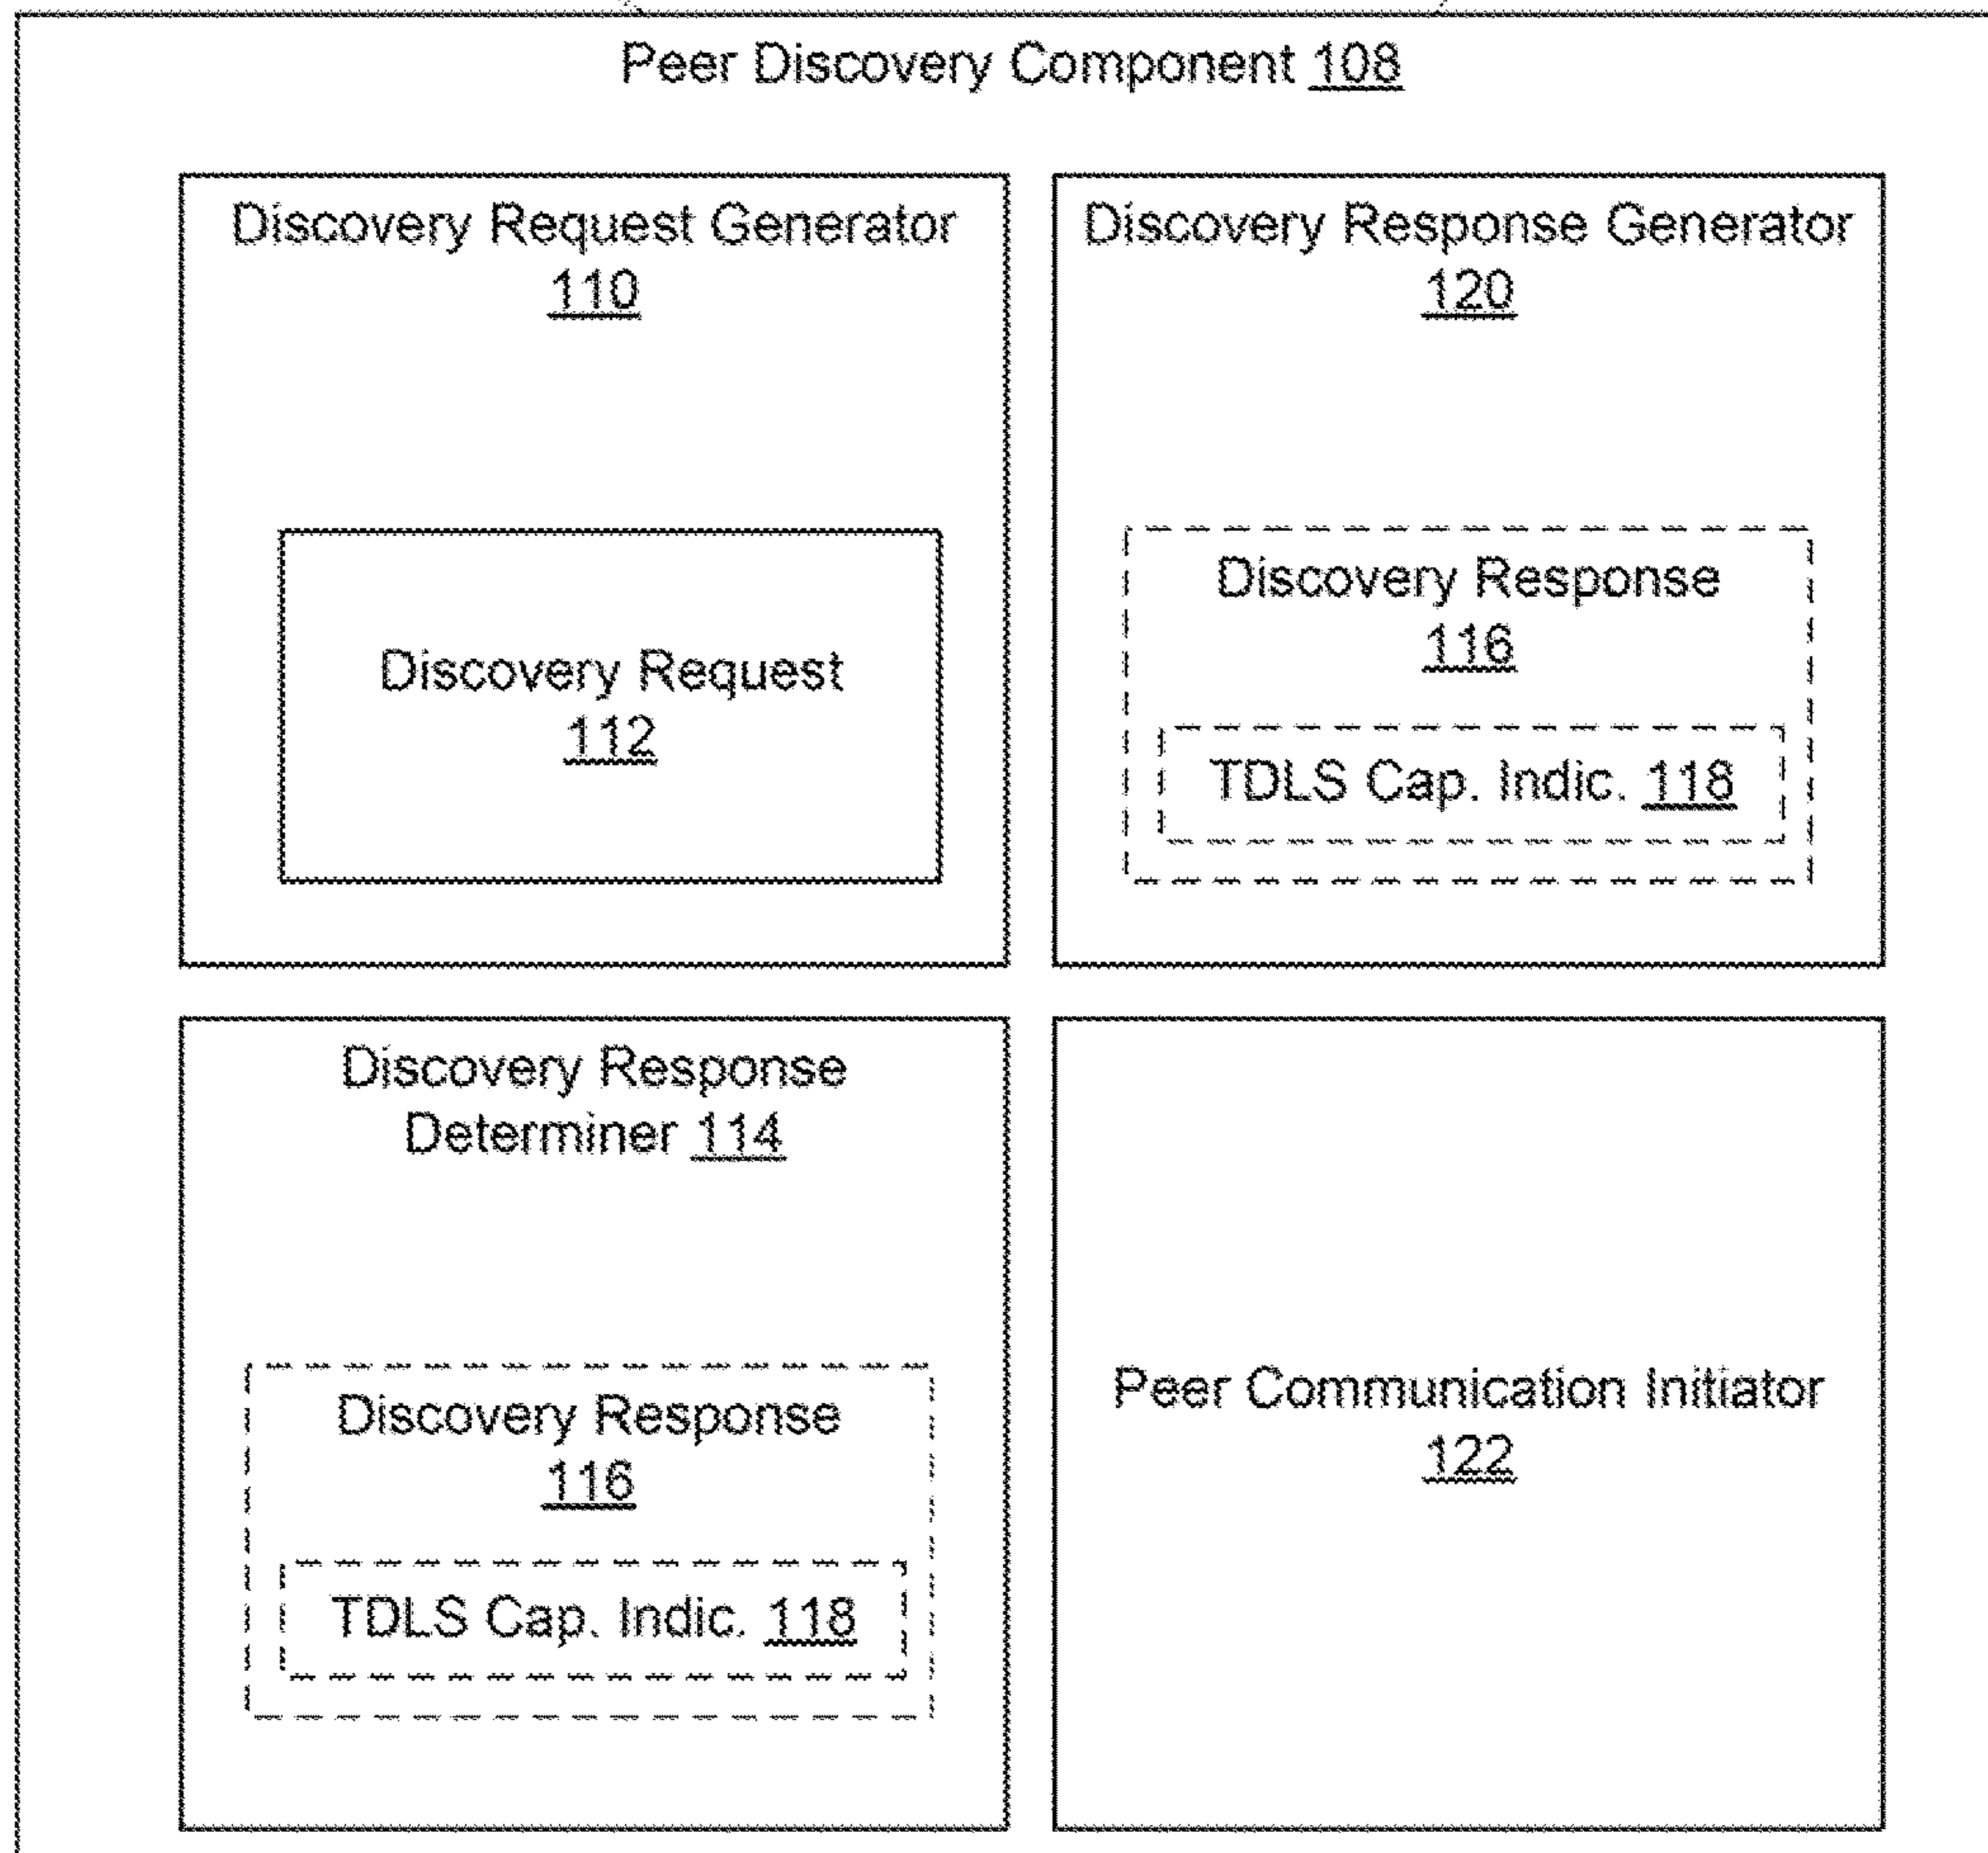 Peer Discovery Component 108
Discovery Request Generator
110
Discovery Request
112
Discovery Response Generator
120
Discovery Response
116
TDLS Cap. Indic. 118
Discovery Response
Determiner 114
Discovery Response
116
TDLS Cap. Indic. 118
Peer Communication Initiator
122